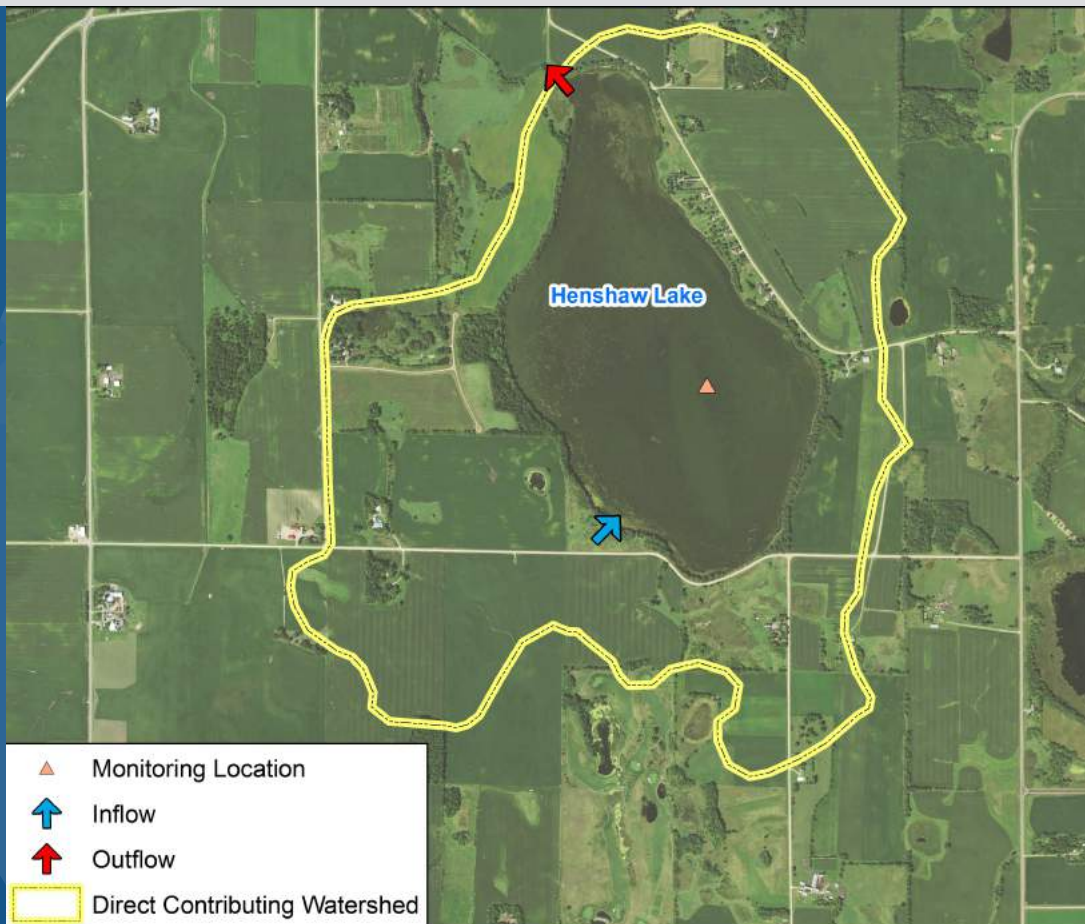 Henshaw Lake
Monitoring Location
Inflow
Outflow
Direct Contributing Watershed